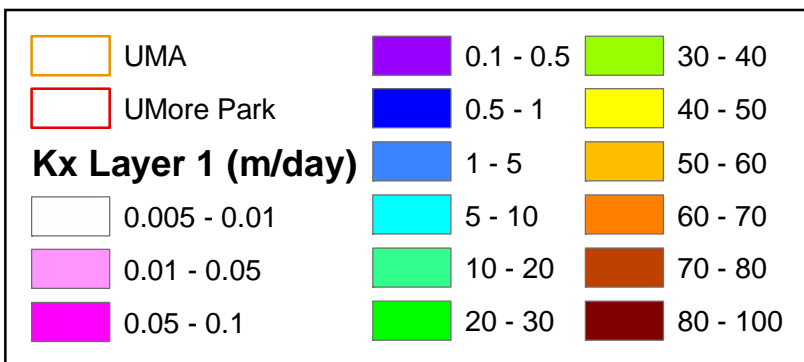 UMA
UMore Park
Kx Layer 1 (m/day)
0.005 - 0.01
0.01 - 0.05
0.05 - 0.1
0.1 - 0.5
0.5 - 1
1 - 5
5 - 10
10 - 20
20 - 30
30 - 40
40 - 50
50 - 60
60 - 70
70 - 80
80 - 100